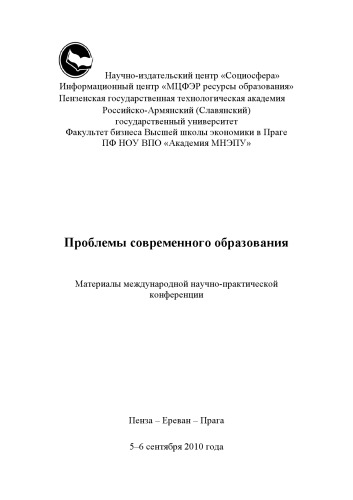 Научно-издательский центр «Социосфера»
Информационный центр «МЦФЭР ресурсы образования»
Пензенская государственная технологическая академия
Российско-Армянский (Славянский)
государственный университет
Факультет бизнеса Высшей школы экономики в Праге
ПФ НОУ ВПО «Академия МНЭПУ»
Проблемы современного образования
Материалы международной научно-практической
конференции
Пенза – Ереван – Прага
5–6 сентября 2010 года